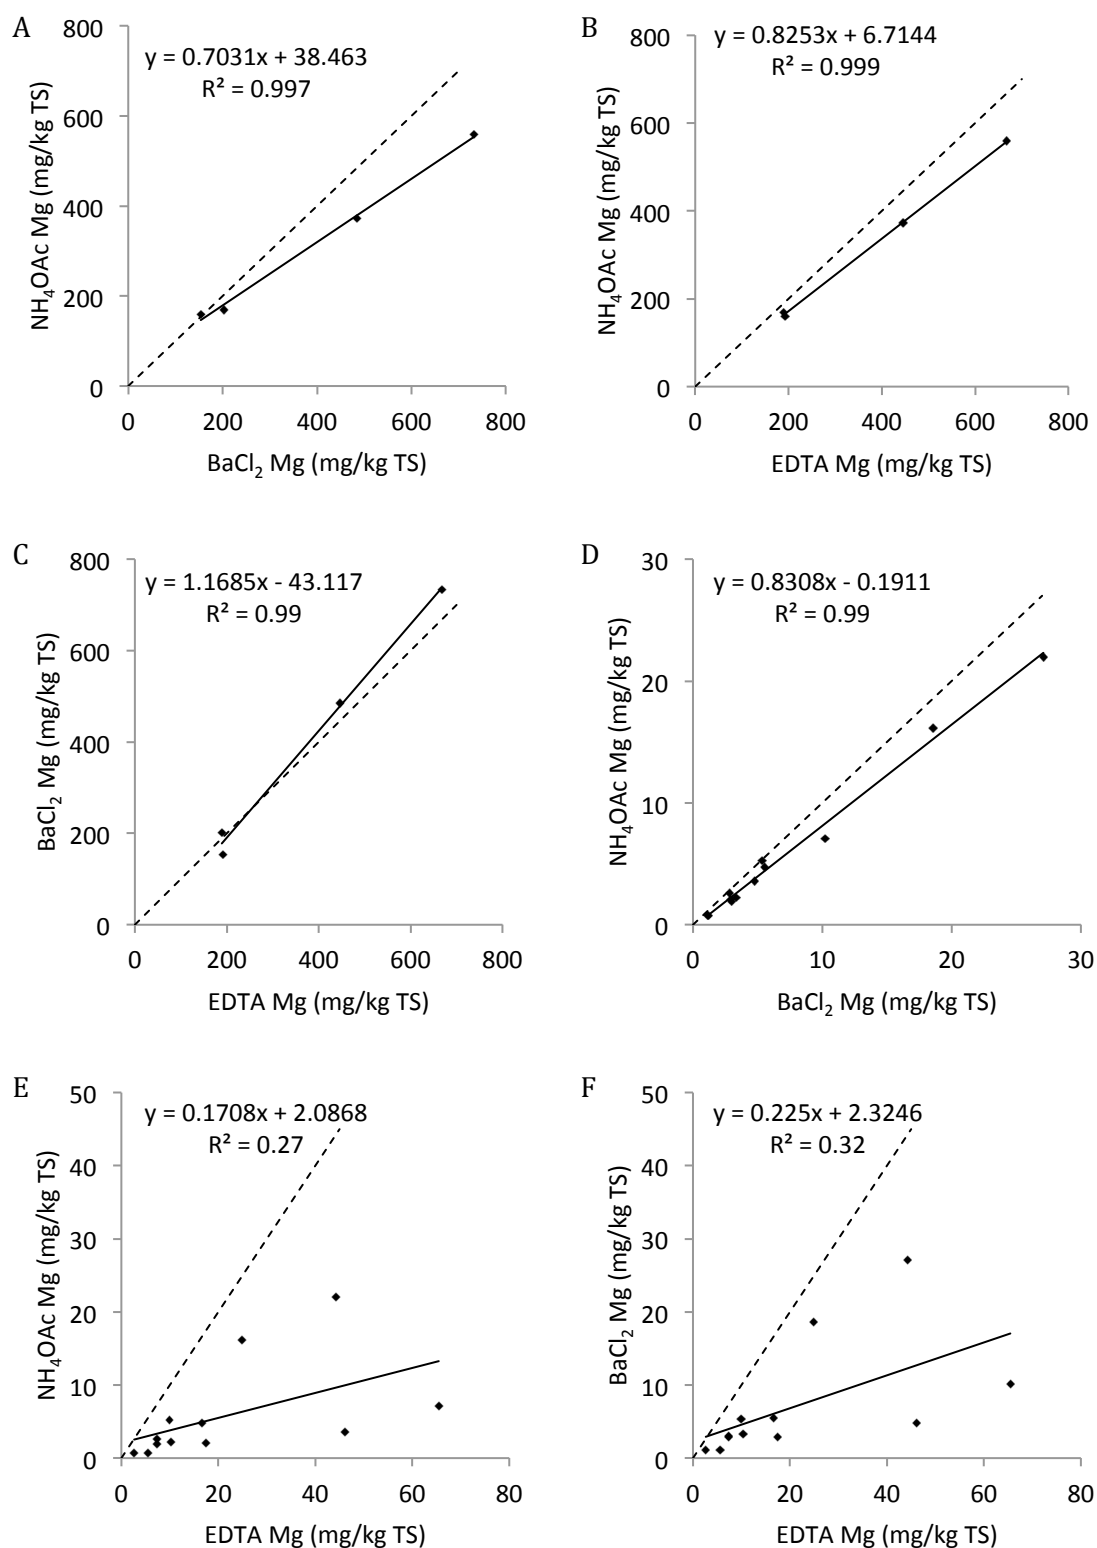 A
y = 0.7031x + 38.463
R² = 0.997
NH₄OAc Mg (mg/kg TS)
800
600
400
200
0
0 200 400 600 800
BaCl₂ Mg (mg/kg TS)
B
y = 0.8253x + 6.7144
R² = 0.999
NH₄OAc Mg (mg/kg TS)
800
600
400
200
0
0 200 400 600 800
EDTA Mg (mg/kg TS)
C
y = 1.1685x - 43.117
R² = 0.99
BaCl₂ Mg (mg/kg TS)
800
600
400
200
0
0 200 400 600 800
EDTA Mg (mg/kg TS)
D
y = 0.8308x - 0.1911
R² = 0.99
NH₄OAc Mg (mg/kg TS)
30
20
10
0
0 10 20 30
BaCl₂ Mg (mg/kg TS)
E
y = 0.1708x + 2.0868
R² = 0.27
NH₄OAc Mg (mg/kg TS)
50
40
30
20
10
0
0 20 40 60 80
EDTA Mg (mg/kg TS)
F
y = 0.225x + 2.3246
R² = 0.32
BaCl₂ Mg (mg/kg TS)
50
40
30
20
10
0
0 20 40 60 80
EDTA Mg (mg/kg TS)